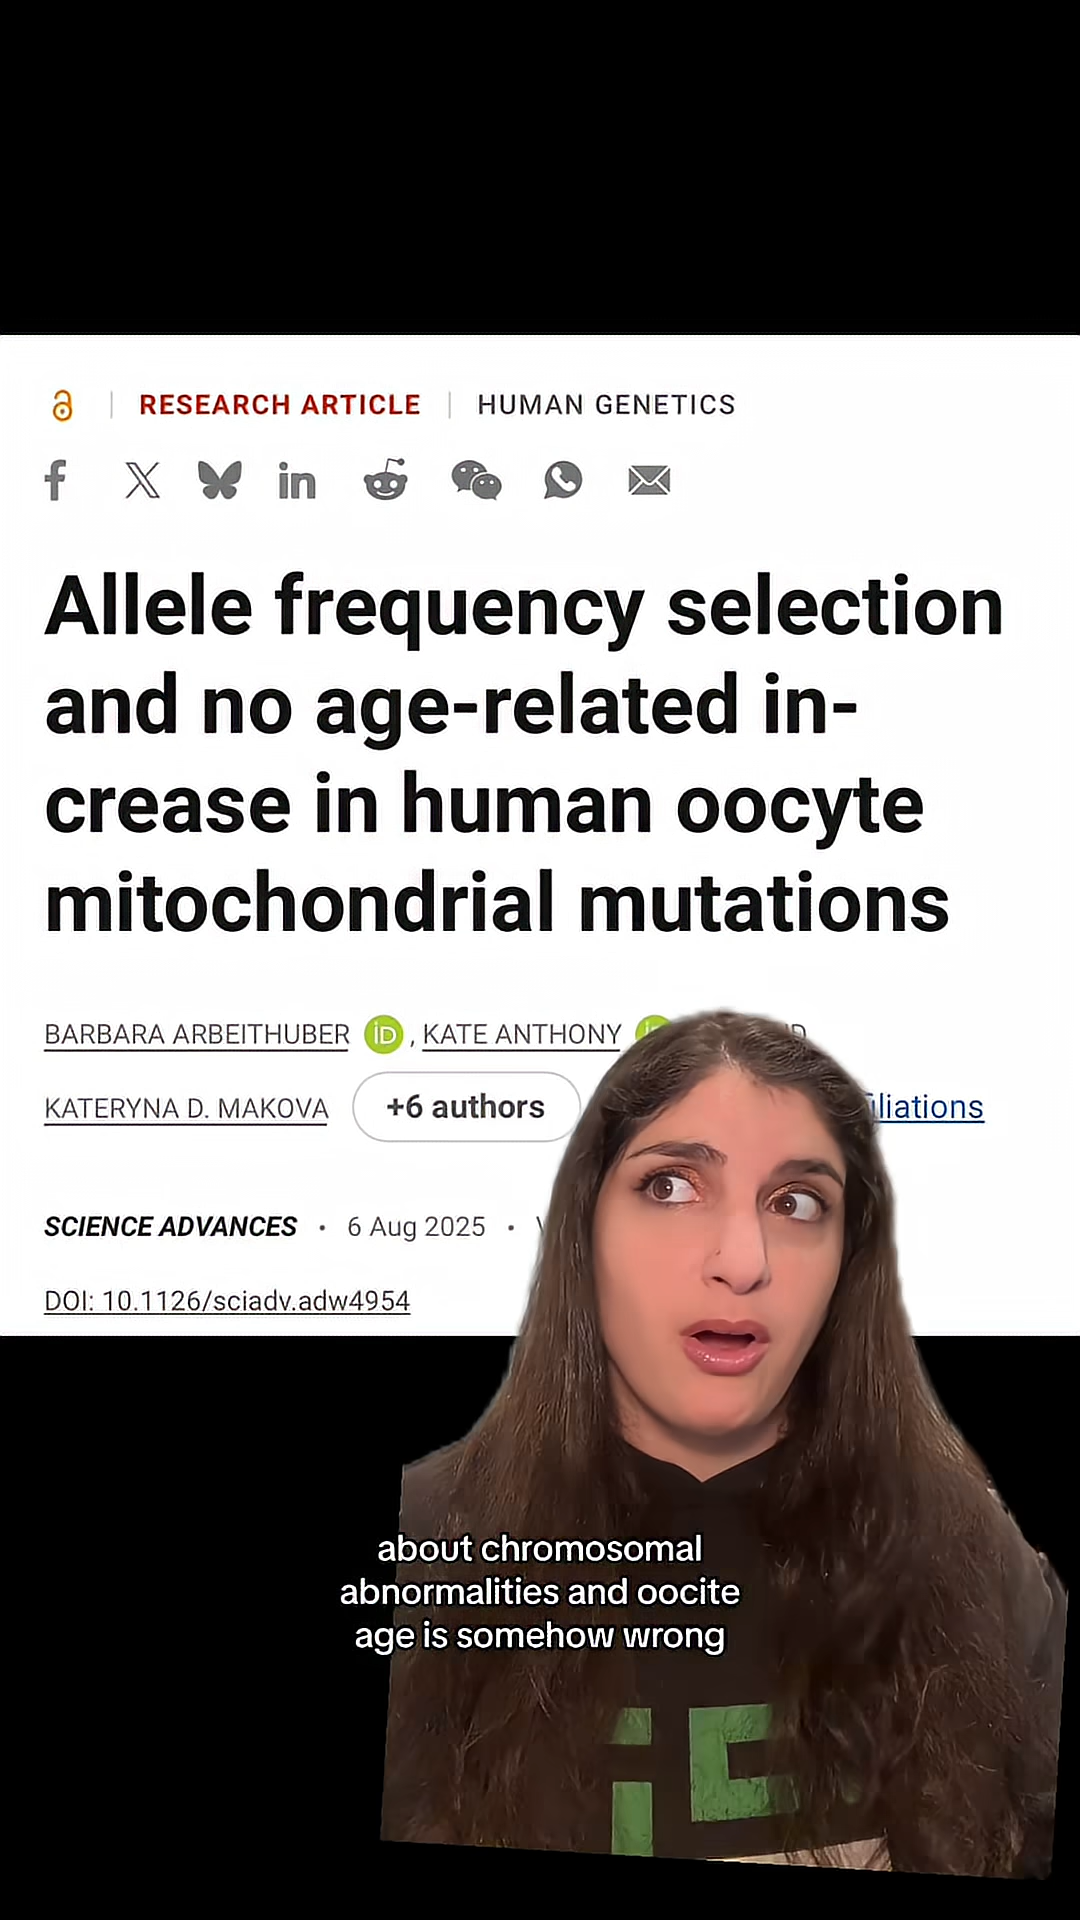 RESEARCH ARTICLE | HUMAN GENETICS
Allele frequency selection
and no age-related in-
crease in human oocyte
mitochondrial mutations
BARBARA ARBEITHUBER iD, KATE ANTHONY
KATERYNA D. MAKOVA +6 authors
SCIENCE ADVANCES • 6 Aug 2025 •
DOI: 10.1126/sciadv.adw4954
about chromosomal
abnormalities and oocite
age is somehow wrong